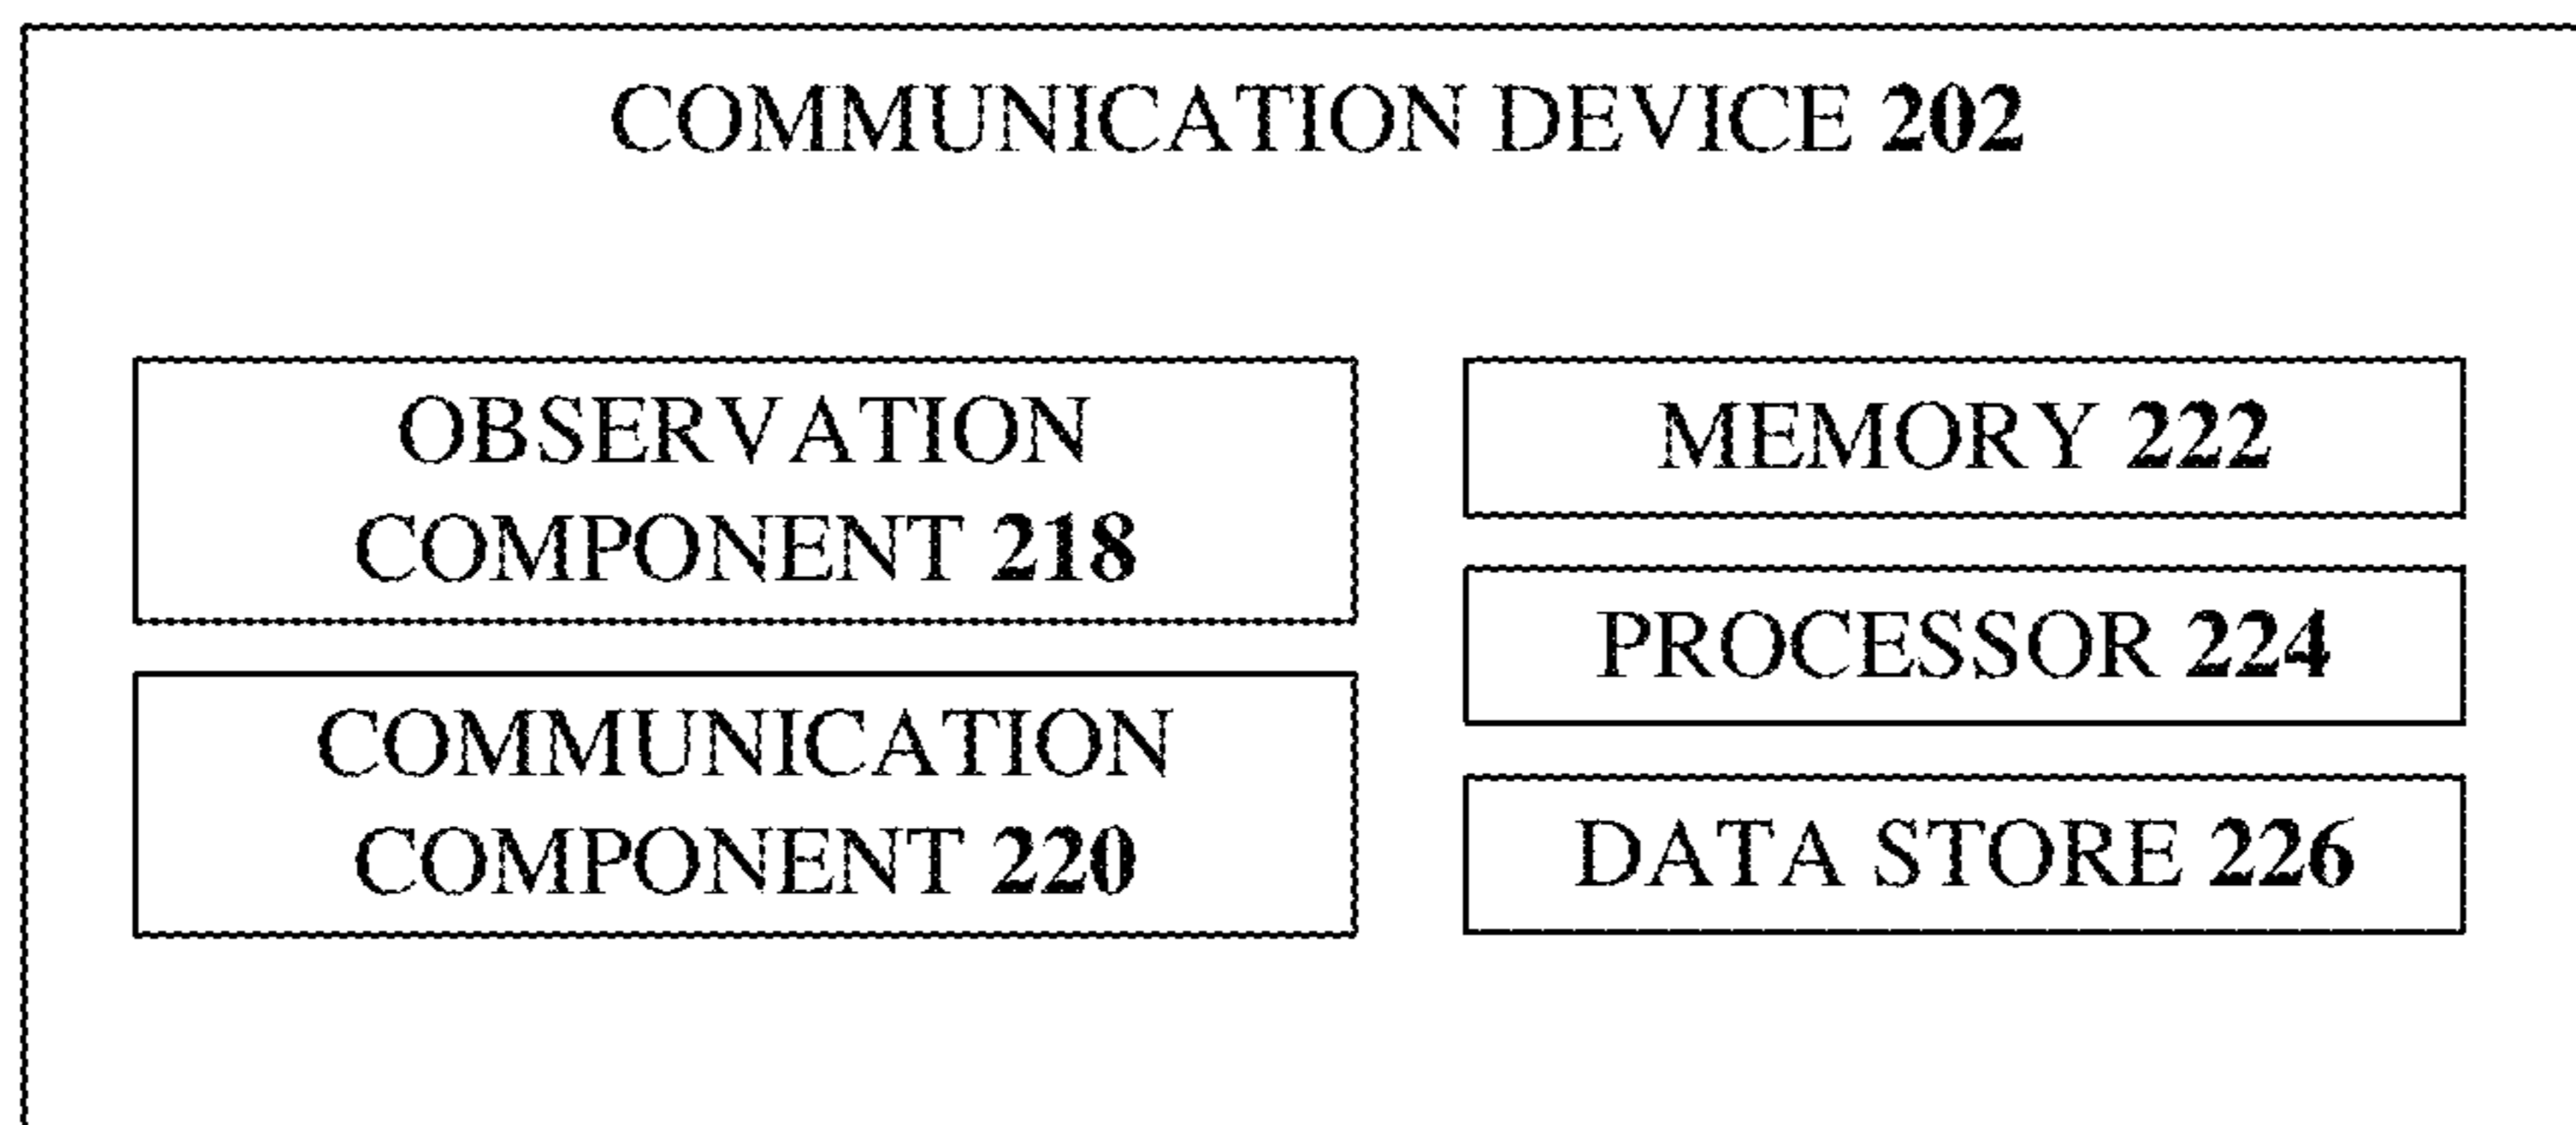 COMMUNICATION DEVICE 202
OBSERVATION
COMPONENT 218
COMMUNICATION
COMPONENT 220
MEMORY 222
PROCESSOR 224
DATA STORE 226